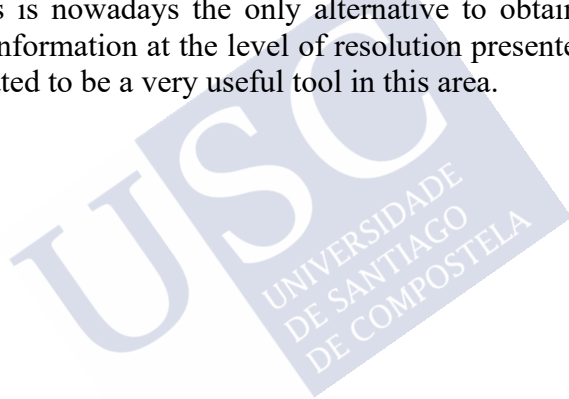 s is nowadays the only alternative to obtain
nformation at the level of resolution presente
ted to be a very useful tool in this area.
USC
UNIVERSIDADE
DE SANTIAGO
DE COMPOSTELA